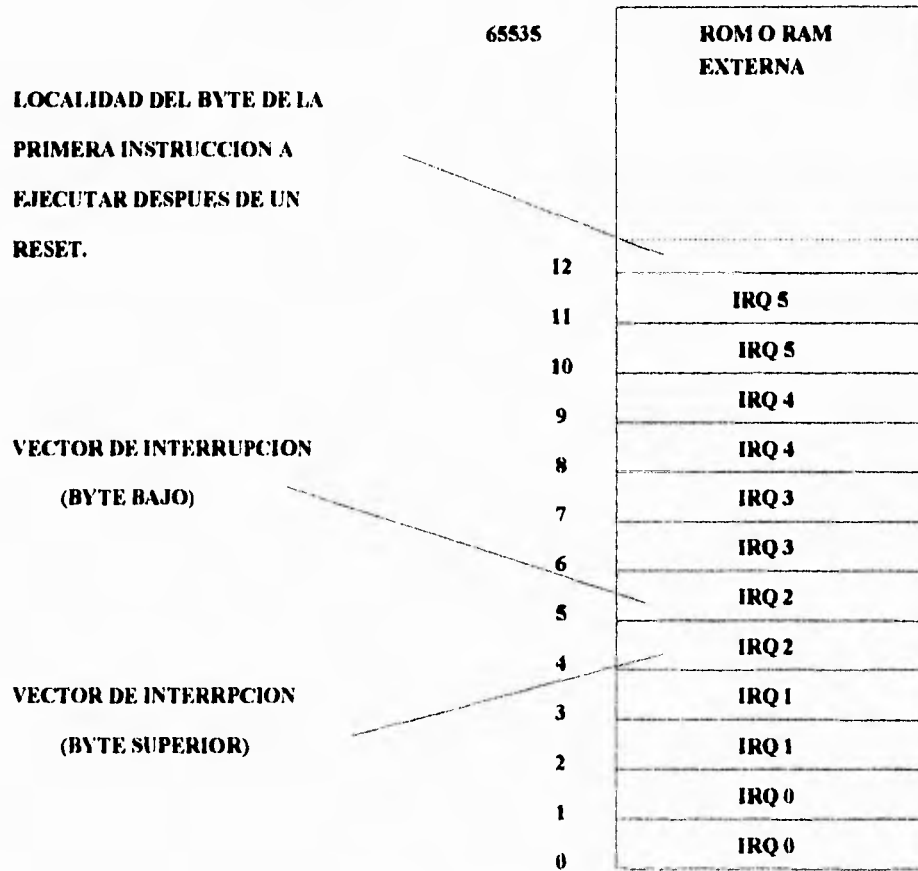 65535
ROM O RAM
EXTERNA
LOCALIDAD DEL BYTE DE LA
PRIMERA INSTRUCCION A
EJECUTAR DESPUES DE UN
RESET.
12
IRQ 5
11
IRQ 5
10
IRQ 4
9
IRQ 4
8
IRQ 3
7
IRQ 3
6
IRQ 2
5
IRQ 2
4
IRQ 1
3
IRQ 1
2
IRQ 0
1
IRQ 0
0
VECTOR DE INTERRUPCION
(BYTE BAJO)
VECTOR DE INTERRPCION
(BYTE SUPERIOR)